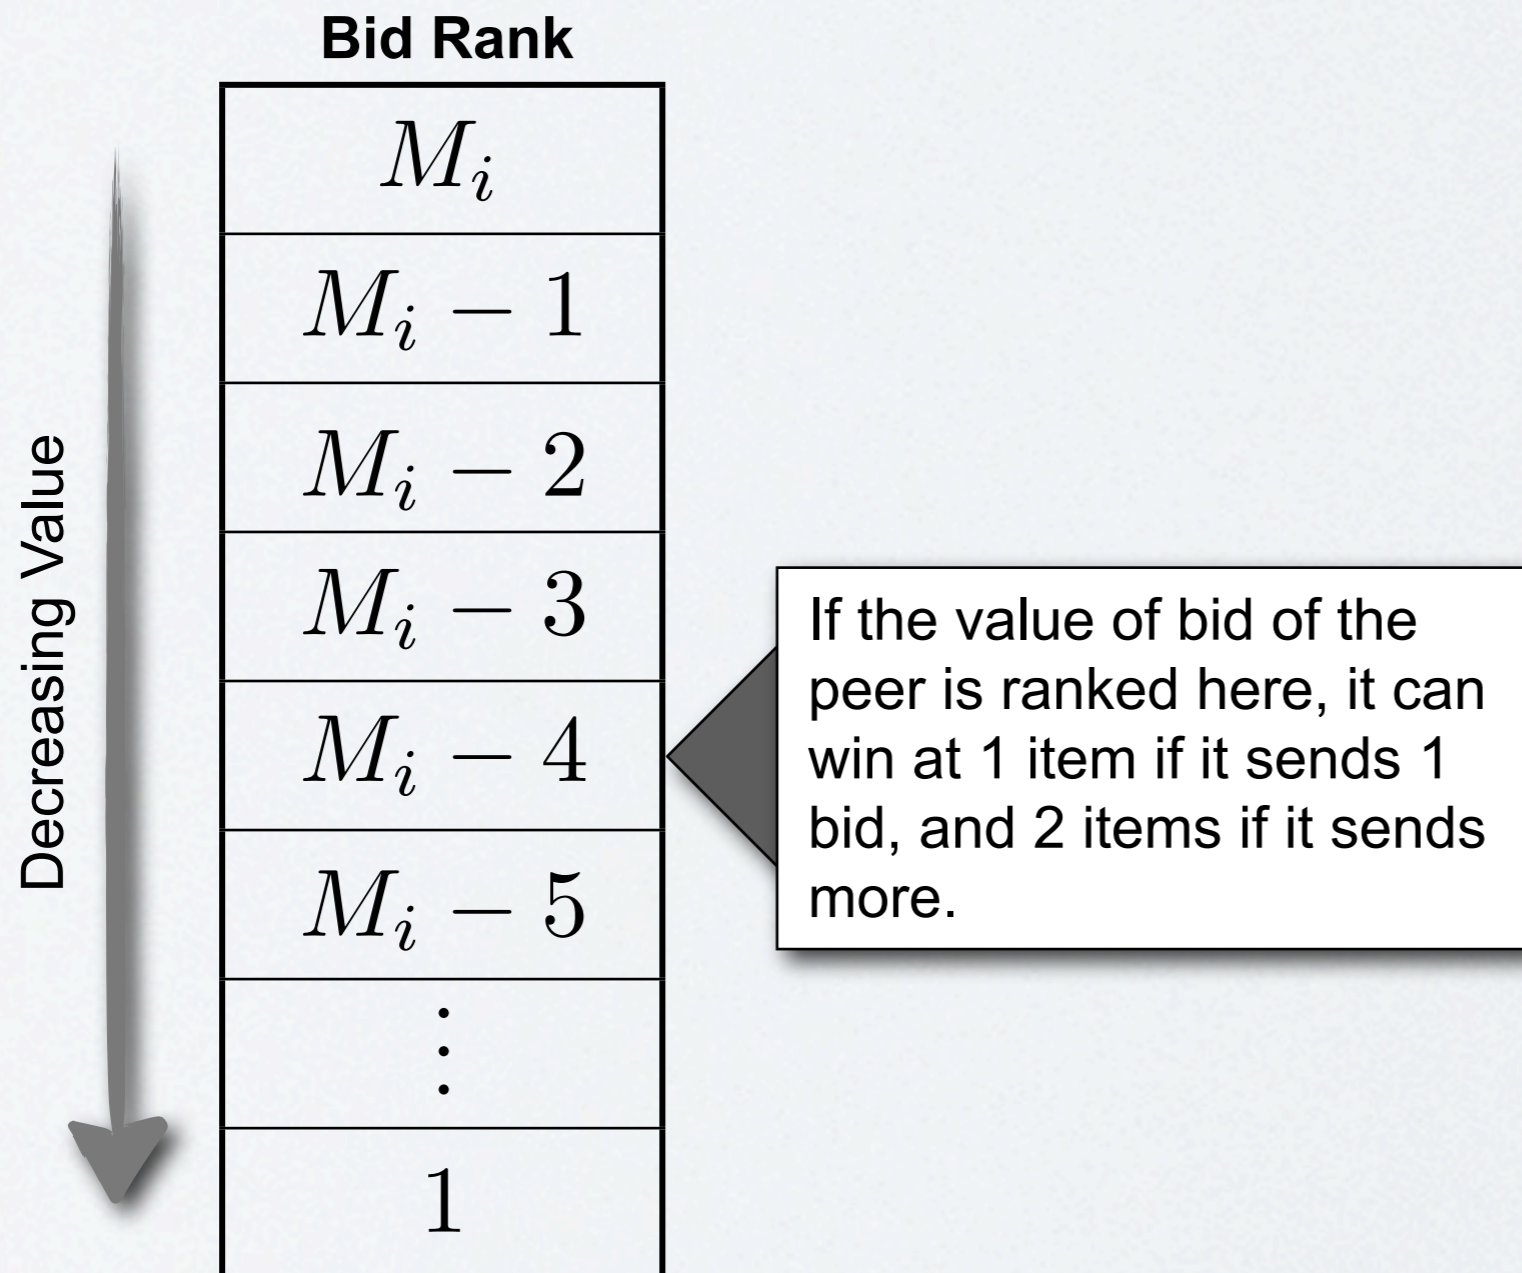 Bid Rank
M_i
M_i − 1
M_i − 2
M_i − 3
M_i − 4
M_i − 5
⋮
1
Decreasing Value
If the value of bid of the
peer is ranked here, it can
win at 1 item if it sends 1
bid, and 2 items if it sends
more.